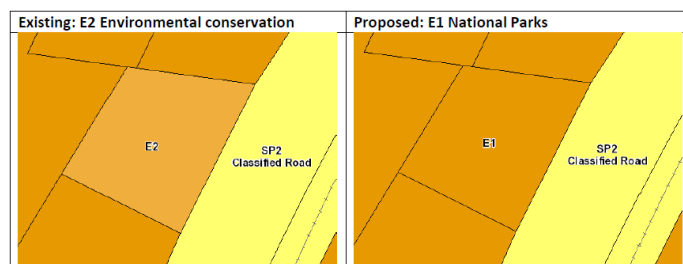 Existing: E2 Environmental conservation
Proposed: E1 National Parks
E2
SP2
Classified Road
E1
SP2
Classified Road